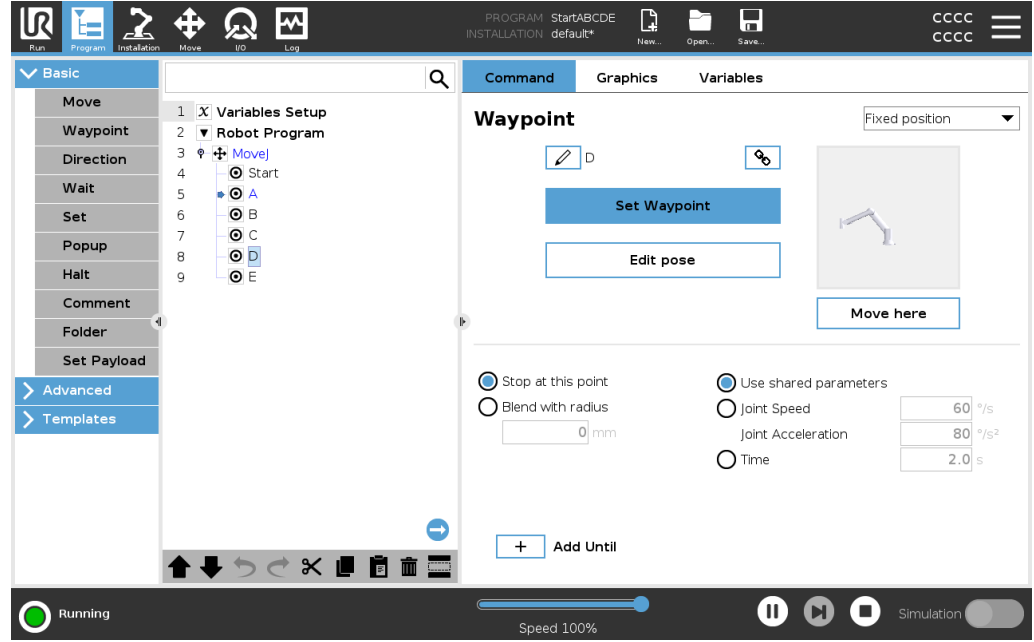 UR
PROGRAM StartABCDE
INSTALLATION default*
CCCC
CCCC
Run Program Installation Move I/O Log New... Open... Save...
Basic
Move
Waypoint
Direction
Wait
Set
Popup
Halt
Comment
Folder
Set Payload
Advanced
Templates
1 X Variables Setup
2 Robot Program
3 MoveJ
4 Start
5 A
6 B
7 C
8 D
9 E
Command Graphics Variables
Waypoint
Fixed position
D
Set Waypoint
Edit pose
Move here
Stop at this point
Blend with radius
0 mm
Use shared parameters
Joint Speed 60 °/s
Joint Acceleration 80 °/s²
Time 2.0 s
+ Add Until
Running
Speed 100%
Simulation